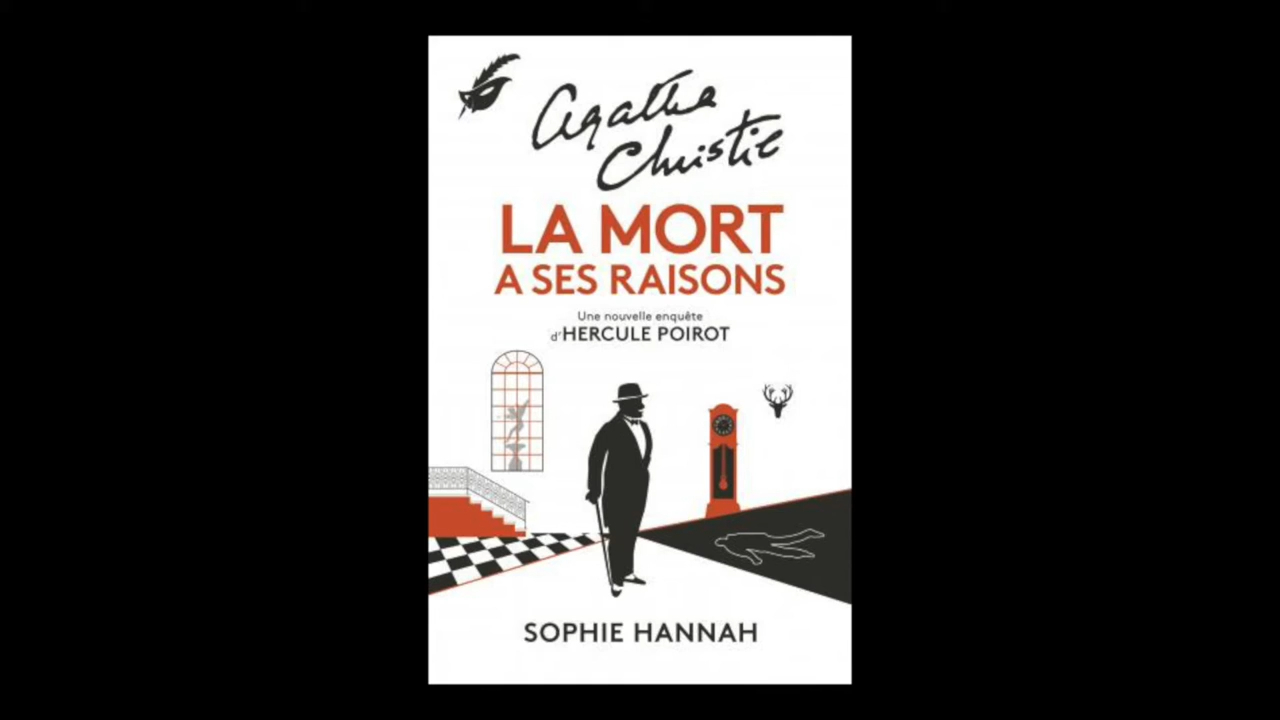 Agatha
Christie
LA MORT
A SES RAISONS
Une nouvelle enquête
d'HERCULE POIROT
SOPHIE HANNAH